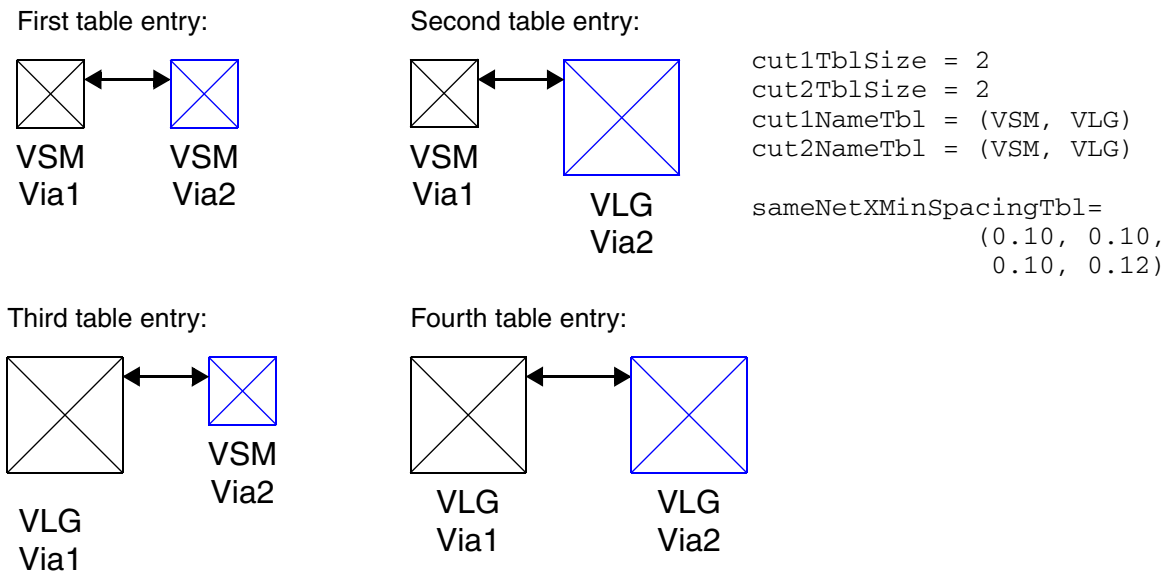 First table entry:
VSM
Via1
VSM
Via2
Second table entry:
VSM
Via1
VLG
Via2
cut1TblSize = 2
cut2TblSize = 2
cut1NameTbl = (VSM, VLG)
cut2NameTbl = (VSM, VLG)
sameNetXMinSpacingTbl=
(0.10, 0.10,
0.10, 0.12)
Third table entry:
VLG
Via1
VSM
Via2
Fourth table entry:
VLG
Via1
VLG
Via2